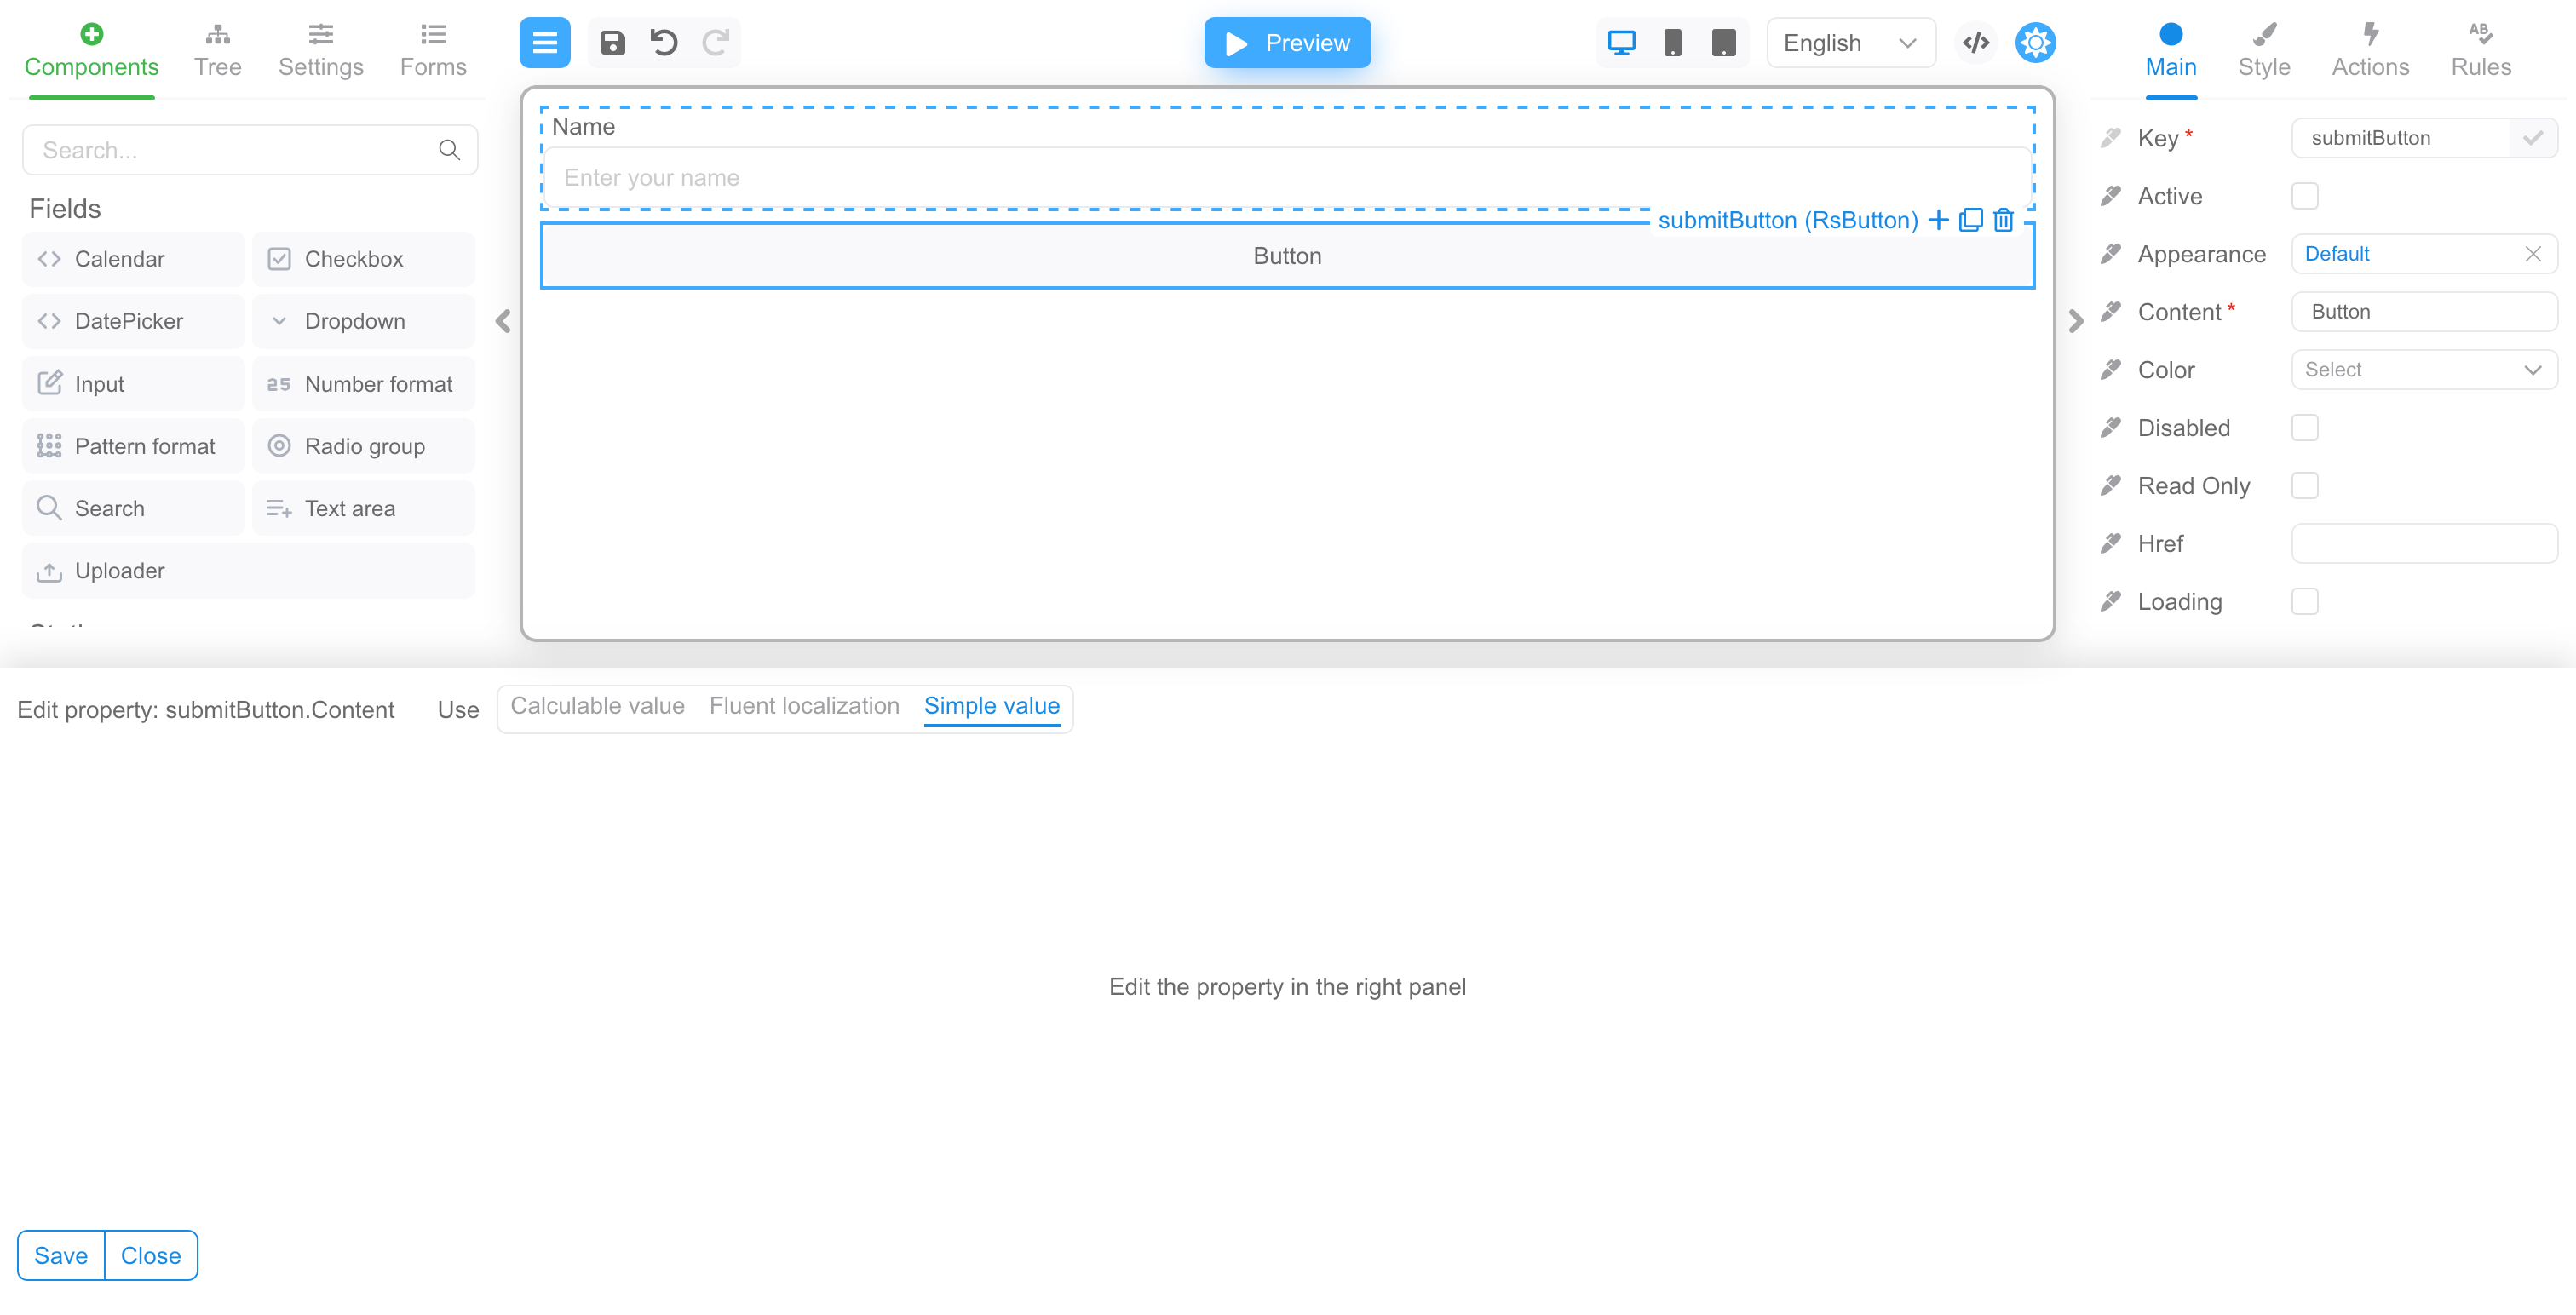 Components
Tree
Settings
Forms
Preview
English
Main
Style
Actions
Rules
Search...
Fields
Calendar
Checkbox
DatePicker
Dropdown
Input
25 Number format
Pattern format
Radio group
Search
Text area
Uploader
Name
Enter your name
submitButton (RsButton)
Button
Key * submitButton
Active
Appearance Default
Content * Button
Color Select
Disabled
Read Only
Href
Loading
Edit property: submitButton.Content
Use
Calculable value
Fluent localization
Simple value
Edit the property in the right panel
Save
Close